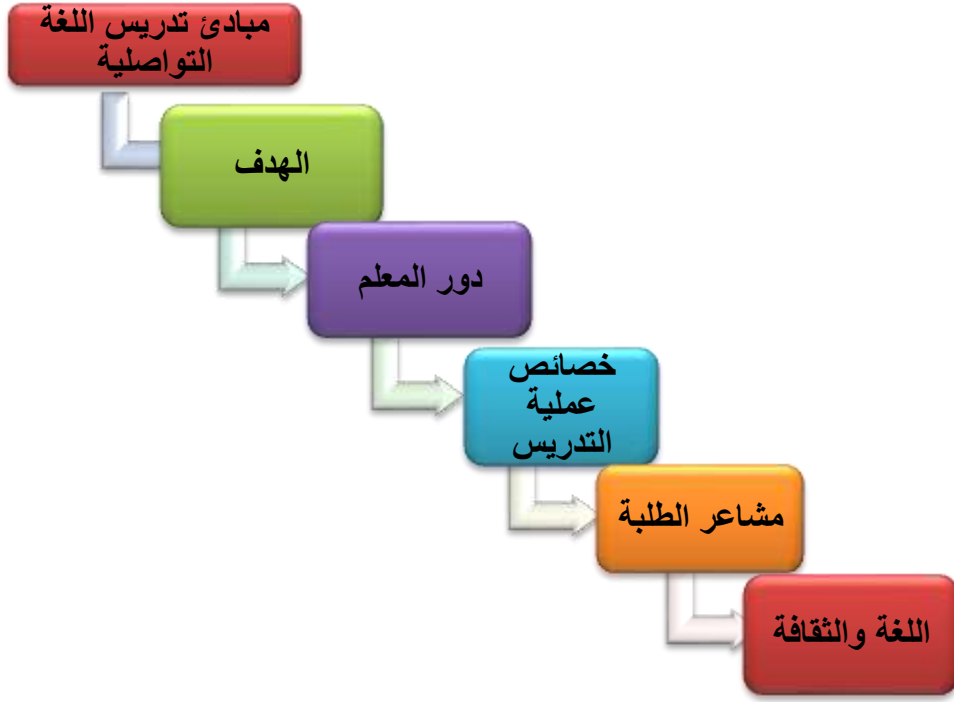 مبادئ تدريس اللغة
التواصلية
الهدف
دور المعلم
خصائص
عملية
التدريس
مشاعر الطلبة
اللغة والثقافة